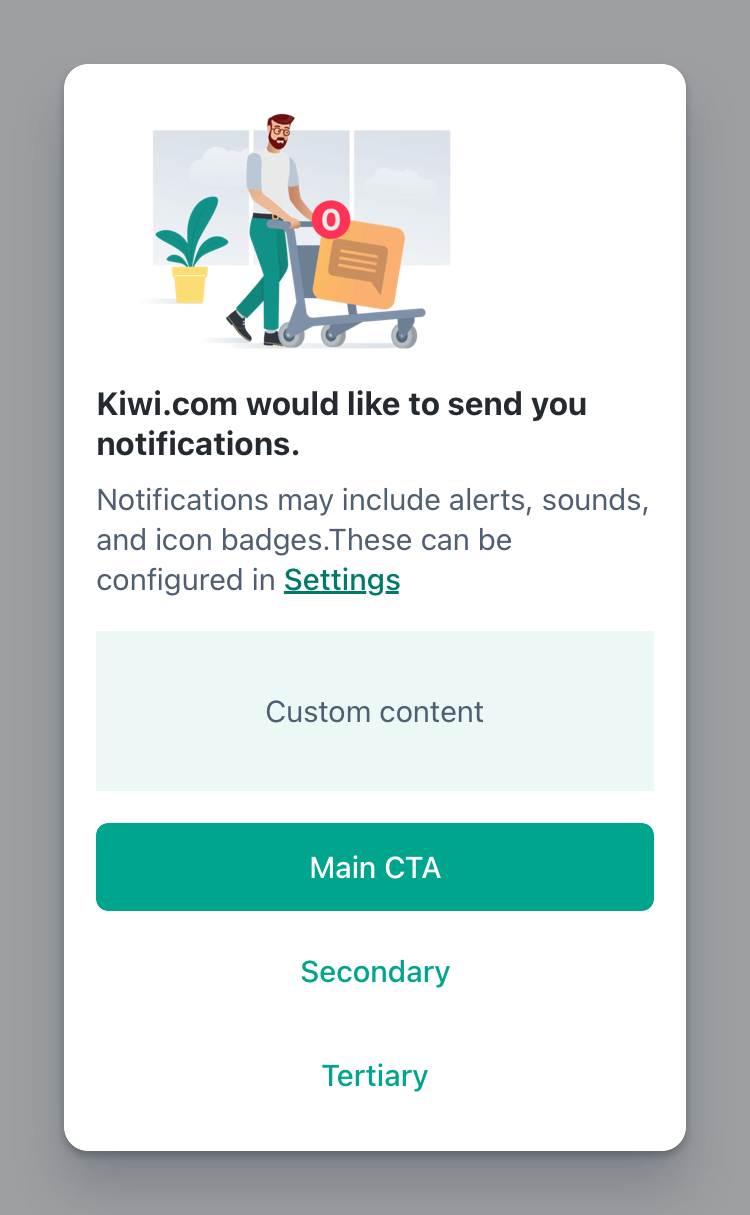 0
Kiwi.com would like to send you
notifications.
Notifications may include alerts, sounds,
and icon badges.These can be
configured in Settings
Custom content
Main CTA
Secondary
Tertiary